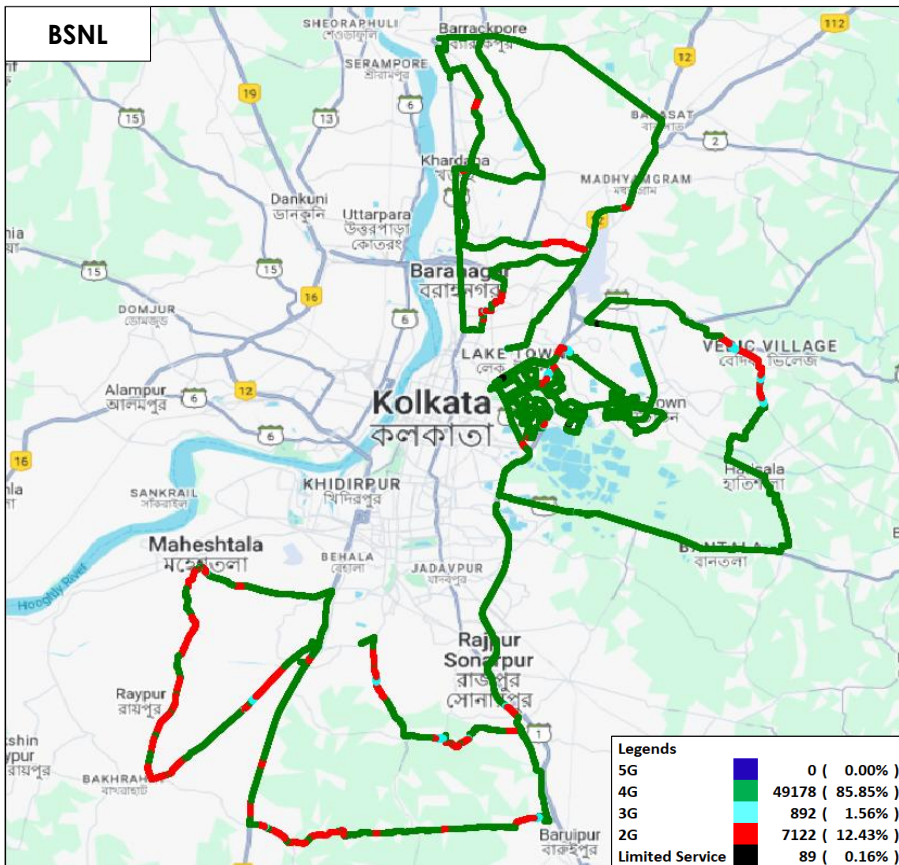 BSNL
SHEORAPHULI
শেওড়াফুলি
Barrackpore
ব্যারাকপুর
112
12
SERAMPORE
শ্রীরামপুর
19
6
15
13
BARASAT
2
Khardaha
MADHYAMGRAM
মধ্যমগ্রাম
Dankuni
ডানকুনি
Uttarpara
উত্তরপাড়া
কোতরং
15
15
16
Baranagar
বরাহনগর
DOMJUR
ডোমজুড়
6
LAKE TOWN
VEDIC VILLAGE
বেদিক ভিলেজ
Alampur
আলমপুর
12
6
6
Kolkata
কলকাতা
16
SANKRAIL
সাঁকরাইল
KHIDIRPUR
খিদিরপুর
Hatisala
হাতিশালা
Maheshtala
মহেশতলা
BEHALA
বেহালা
JADAVPUR
যাদবপুর
BANTALA
বানতলা
Hooghly River
Rajpur
Sonarpur
রাজপুর
সোনারপুর
Raypur
রায়পুর
1
BAKHRAHAT
বাখরাহাট
Baruipur
বারুইপুর
Legends
5G 0 ( 0.00% )
4G 49178 ( 85.85% )
3G 892 ( 1.56% )
2G 7122 ( 12.43% )
Limited Service 89 ( 0.16% )